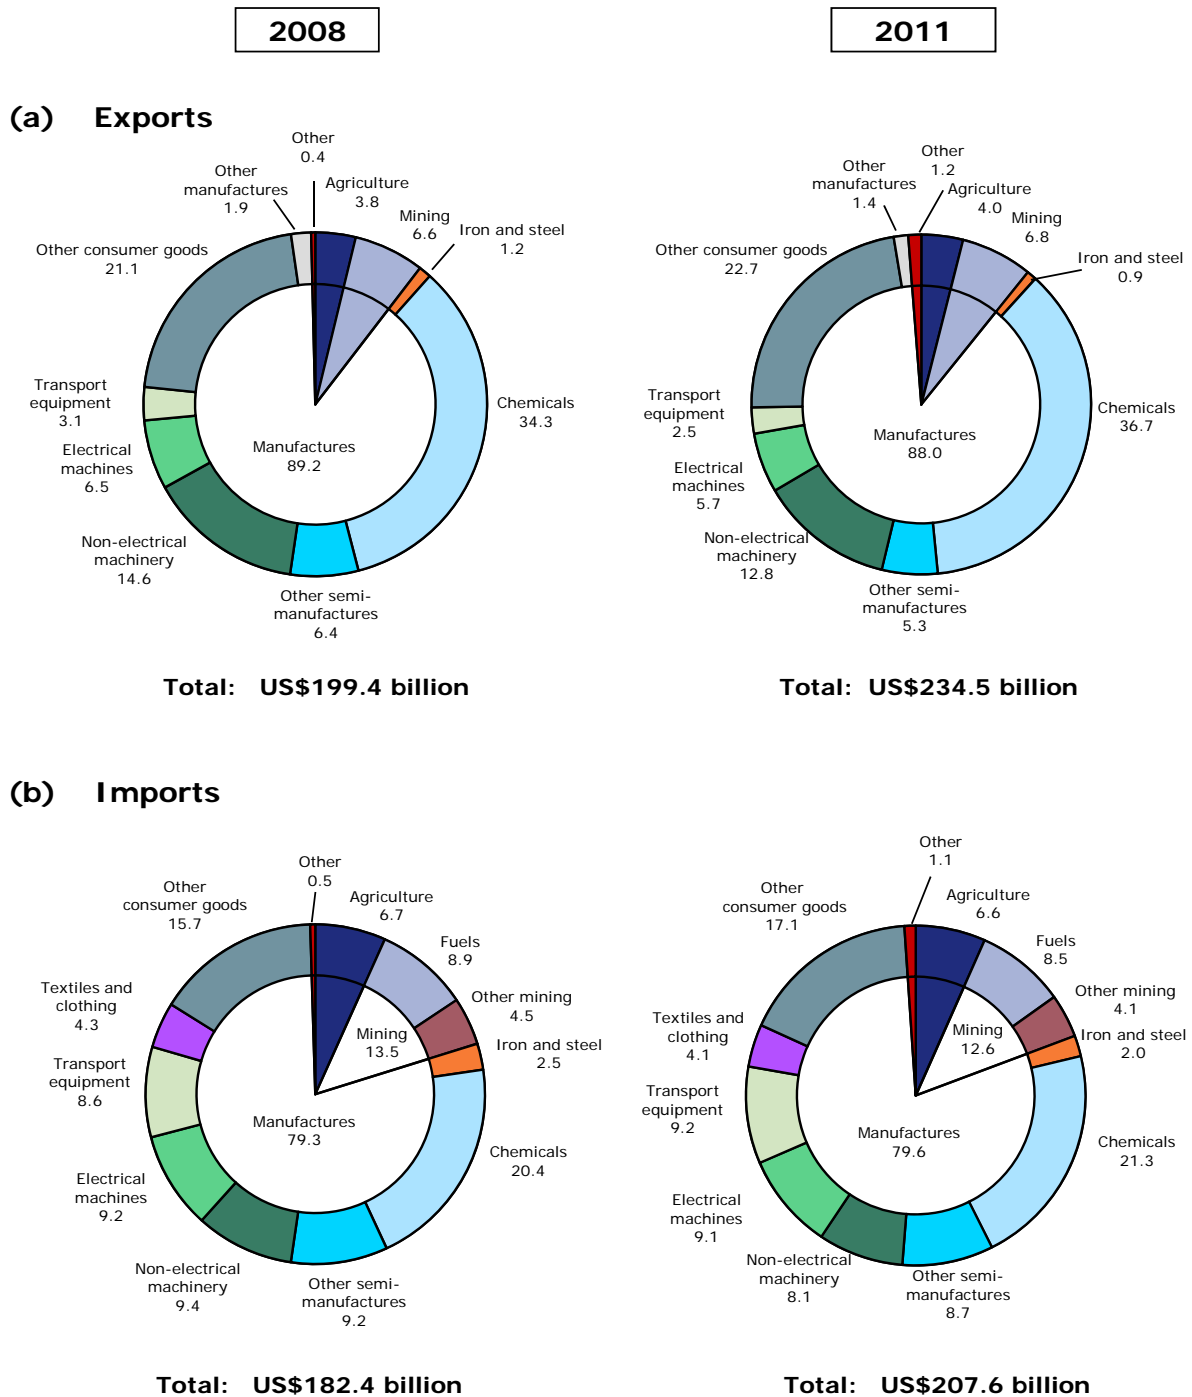 2008
2011
(a) Exports
Other
0.4
Other
manufactures
1.9
Agriculture
3.8
Mining
6.6
Iron and steel
1.2
Other consumer goods
21.1
Transport
equipment
3.1
Electrical
machines
6.5
Non-electrical
machinery
14.6
Manufactures
89.2
Chemicals
34.3
Other semi-
manufactures
6.4
Total: US$199.4 billion
Other
1.2
Other
manufactures
1.4
Agriculture
4.0
Mining
6.8
Iron and steel
0.9
Other consumer goods
22.7
Transport
equipment
2.5
Electrical
machines
5.7
Non-electrical
machinery
12.8
Manufactures
88.0
Chemicals
36.7
Other semi-
manufactures
5.3
Total: US$234.5 billion
(b) Imports
Other
0.5
Other
consumer goods
15.7
Agriculture
6.7
Fuels
8.9
Other mining
4.5
Mining
13.5
Iron and steel
2.5
Textiles and
clothing
4.3
Transport
equipment
8.6
Manufactures
79.3
Chemicals
20.4
Electrical
machines
9.2
Non-electrical
machinery
9.4
Other semi-
manufactures
9.2
Total: US$182.4 billion
Other
1.1
Other
consumer goods
17.1
Agriculture
6.6
Fuels
8.5
Other mining
4.1
Mining
12.6
Iron and steel
2.0
Textiles and
clothing
4.1
Transport
equipment
9.2
Manufactures
79.6
Chemicals
21.3
Electrical
machines
9.1
Non-electrical
machinery
8.1
Other semi-
manufactures
8.7
Total: US$207.6 billion